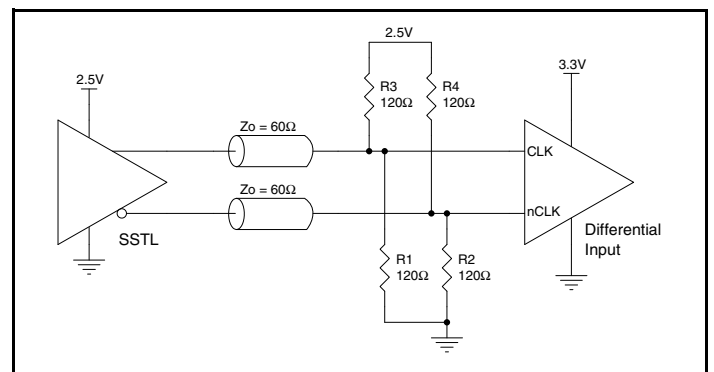 2.5V
2.5V
3.3V
R3
120Ω
R4
120Ω
Zo = 60Ω
CLK
Zo = 60Ω
nCLK
SSTL
Differential
Input
R1
120Ω
R2
120Ω